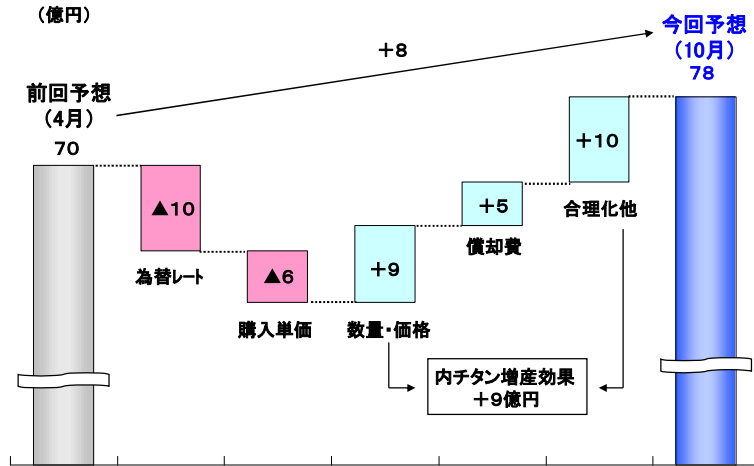 （億円）
今回予想
（10月）
78
＋8
前回予想
（4月）
70
▲10
▲6
＋9
＋5
＋10
為替レート
購入単価
数量・価格
償却費
合理化他
内チタン増産効果
＋9億円